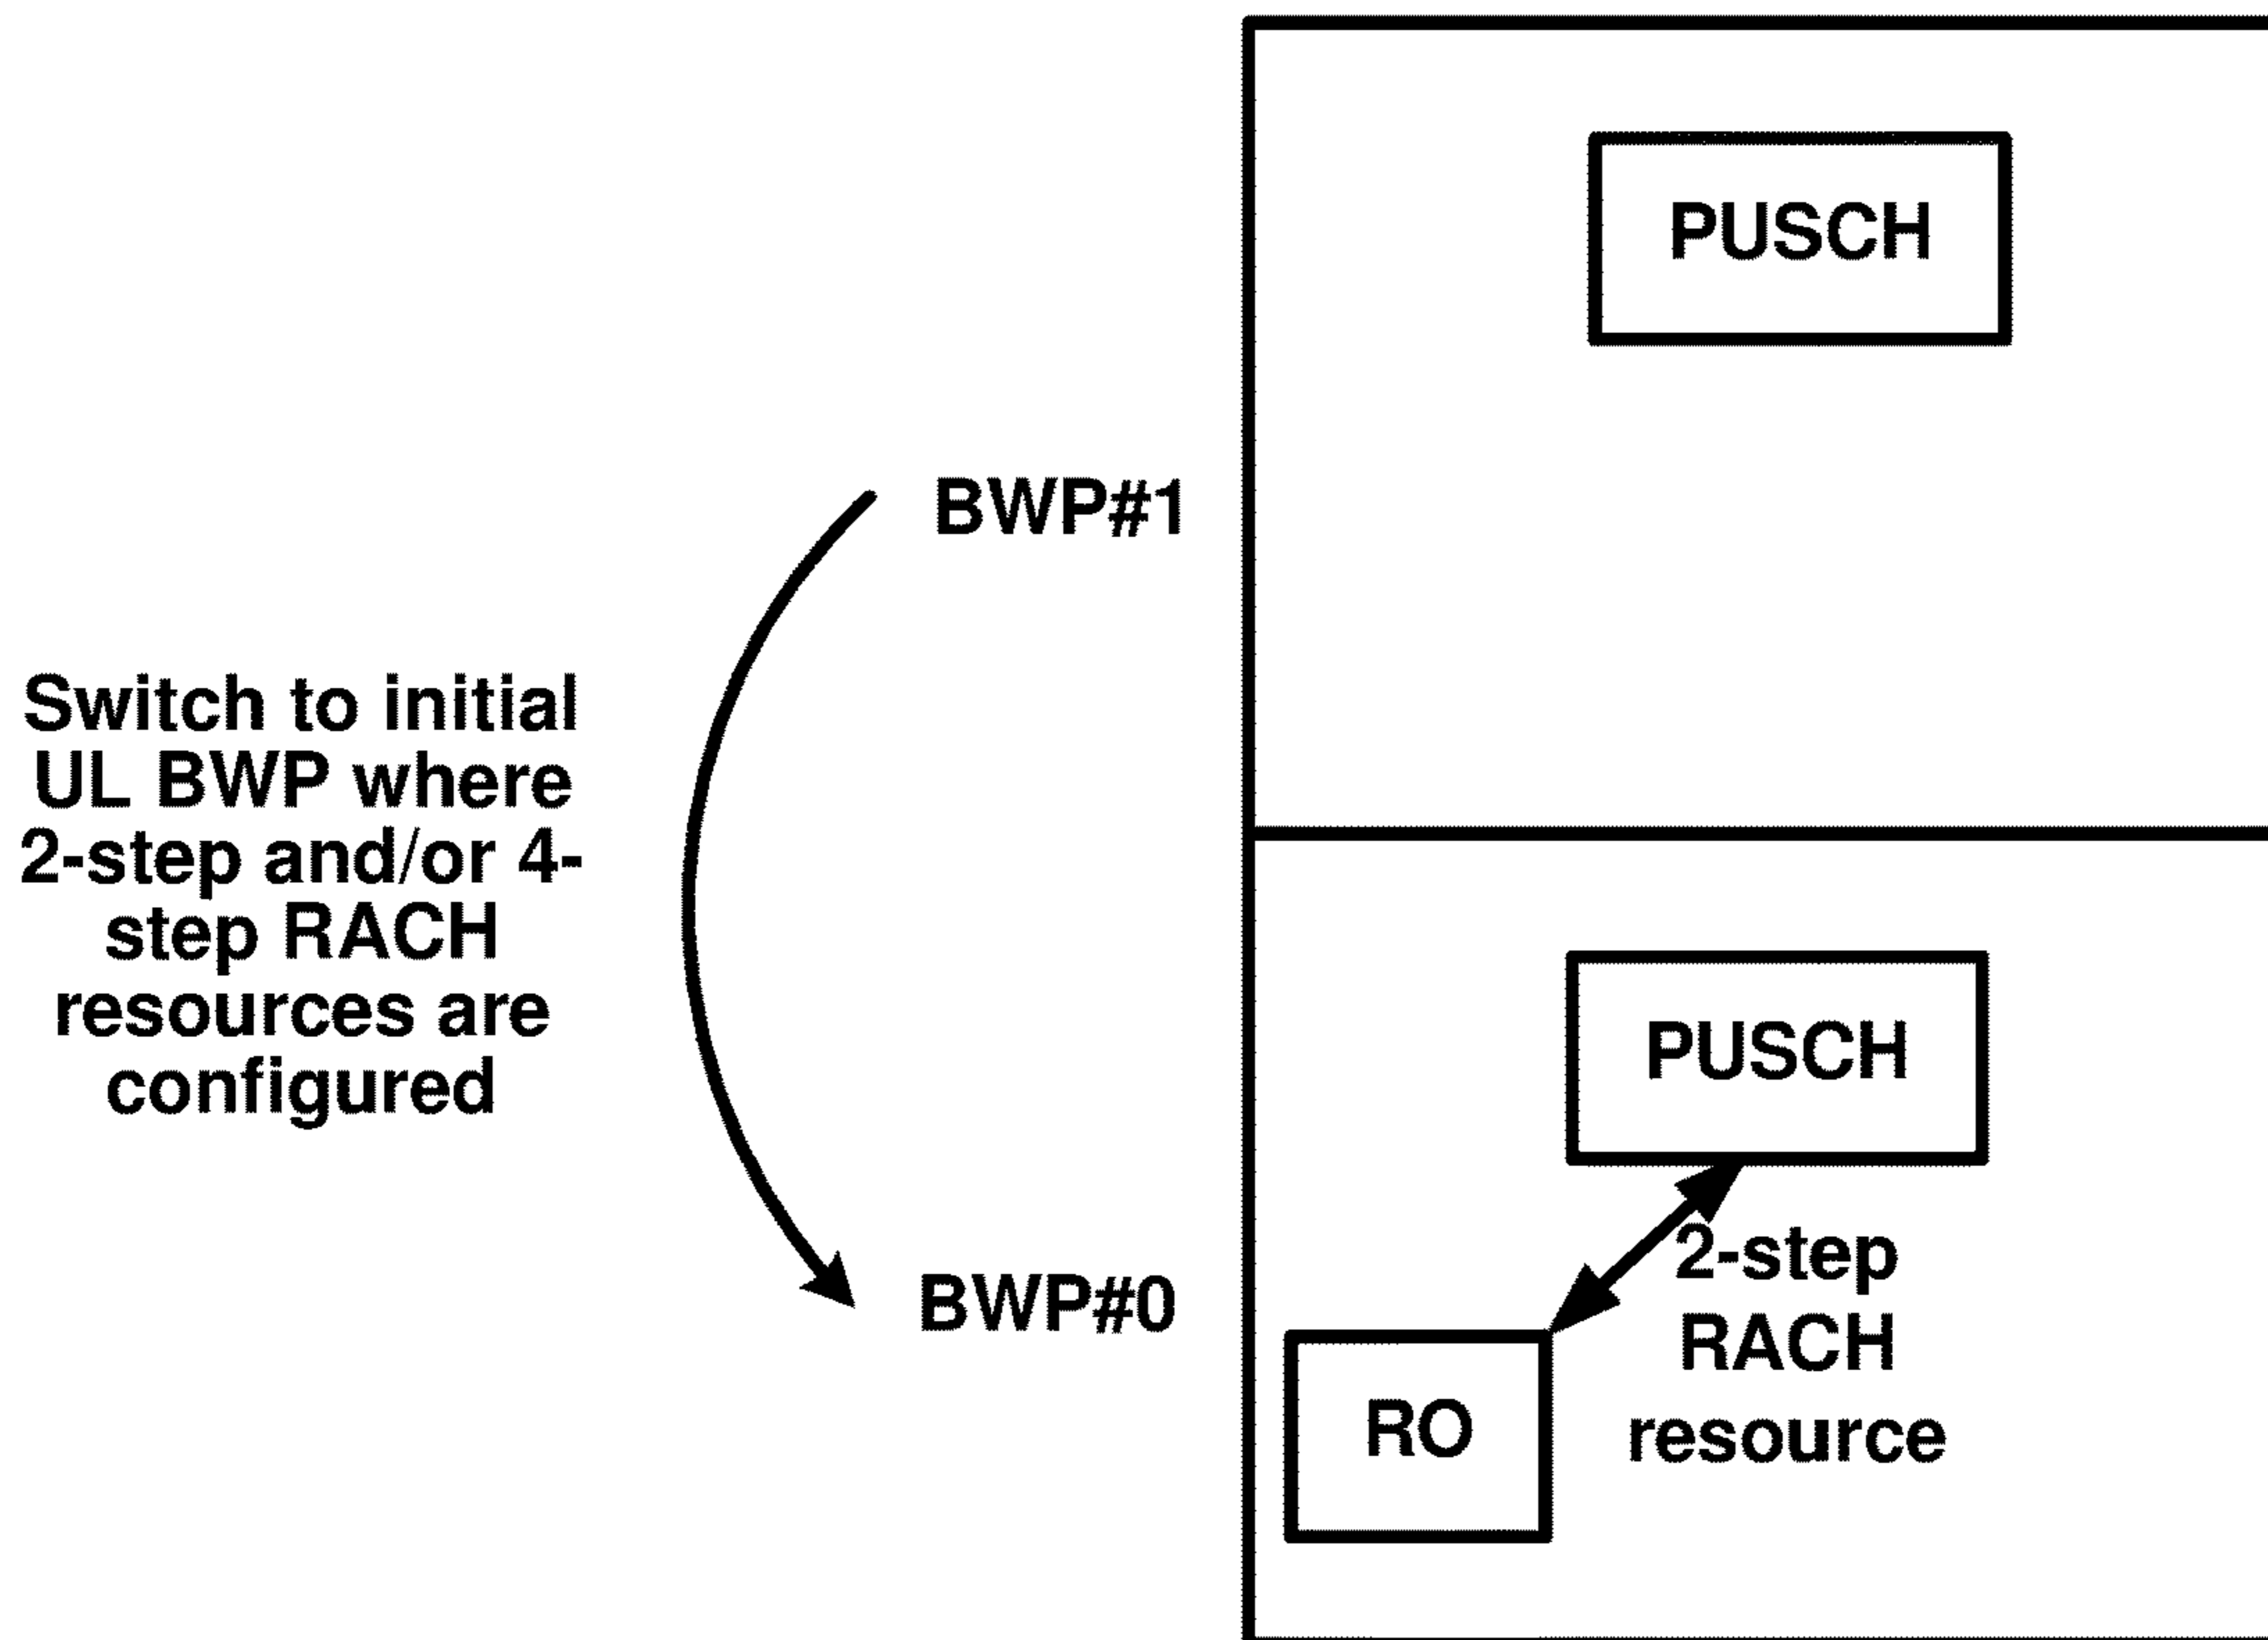 PUSCH
BWP#1
Switch to initial
UL BWP where
2-step and/or 4-
step RACH
resources are
configured
PUSCH
2-step
RACH
resource
BWP#0
RO